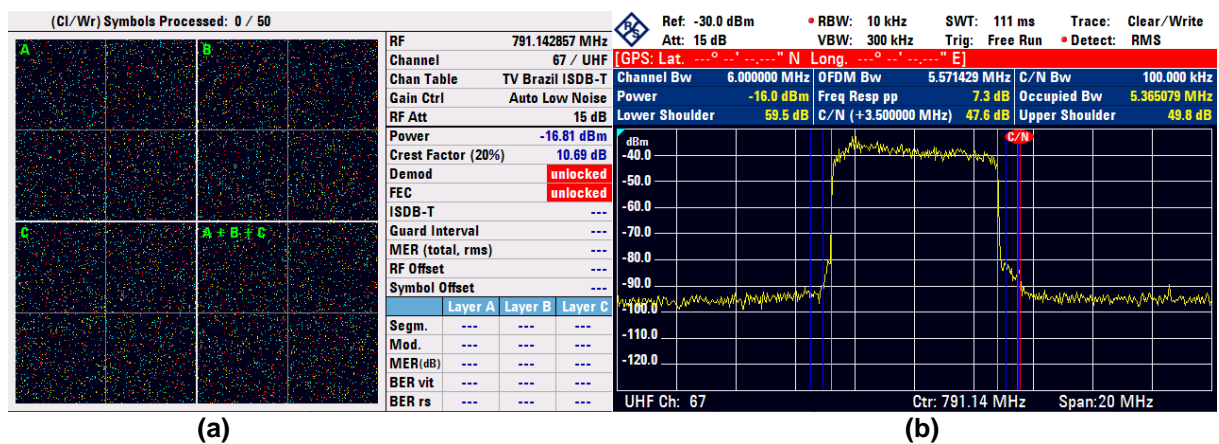 (Cl/Wr) Symbols Processed: 0 / 50
A B
C A + B + C
RF 791.142857 MHz
Channel 67 / UHF
Chan Table TV Brazil ISDB-T
Gain Ctrl Auto Low Noise
RF Att 15 dB
Power -16.81 dBm
Crest Factor (20%) 10.69 dB
Demod unlocked
FEC unlocked
ISDB-T ---
Guard Interval ---
MER (total, rms) ---
RF Offset ---
Symbol Offset ---
Layer A Layer B Layer C
Segm. --- --- ---
Mod. --- --- ---
MER(dB) --- --- ---
BER vit --- --- ---
BER rs --- --- ---
(a)
Ref: -30.0 dBm RBW: 10 kHz SWT: 111 ms Trace: Clear/Write
Att: 15 dB VBW: 300 kHz Trig: Free Run Detect: RMS
[GPS: Lat. ---° --' --.---" N Long. ---° --' --.---" E]
Channel Bw 6.000000 MHz OFDM Bw 5.571429 MHz C/N Bw 100.000 kHz
Power -16.0 dBm Freq Resp pp 7.3 dB Occupied Bw 5.365079 MHz
Lower Shoulder 59.5 dB C/N (+3.500000 MHz) 47.6 dB Upper Shoulder 49.8 dB
C/N
dBm
-40.0
-50.0
-60.0
-70.0
-80.0
-90.0
-100.0
-110.0
-120.0
UHF Ch: 67 Ctr: 791.14 MHz Span:20 MHz
(b)